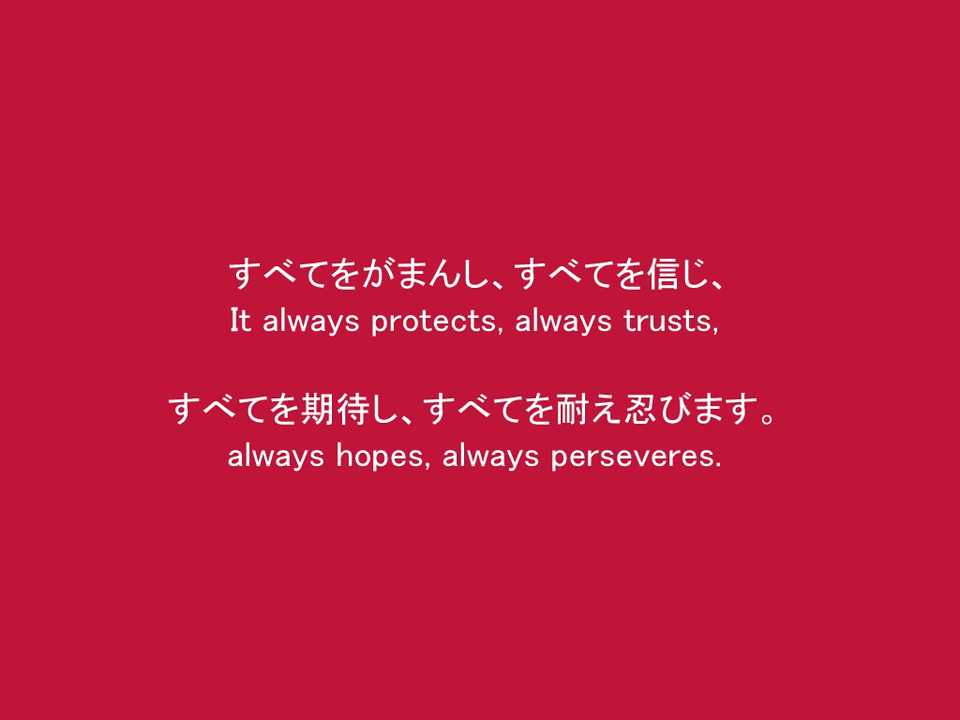 すべてをがまんし、すべてを信じ、
It always protects, always trusts,
すべてを期待し、すべてを耐え忍びます。
always hopes, always perseveres.